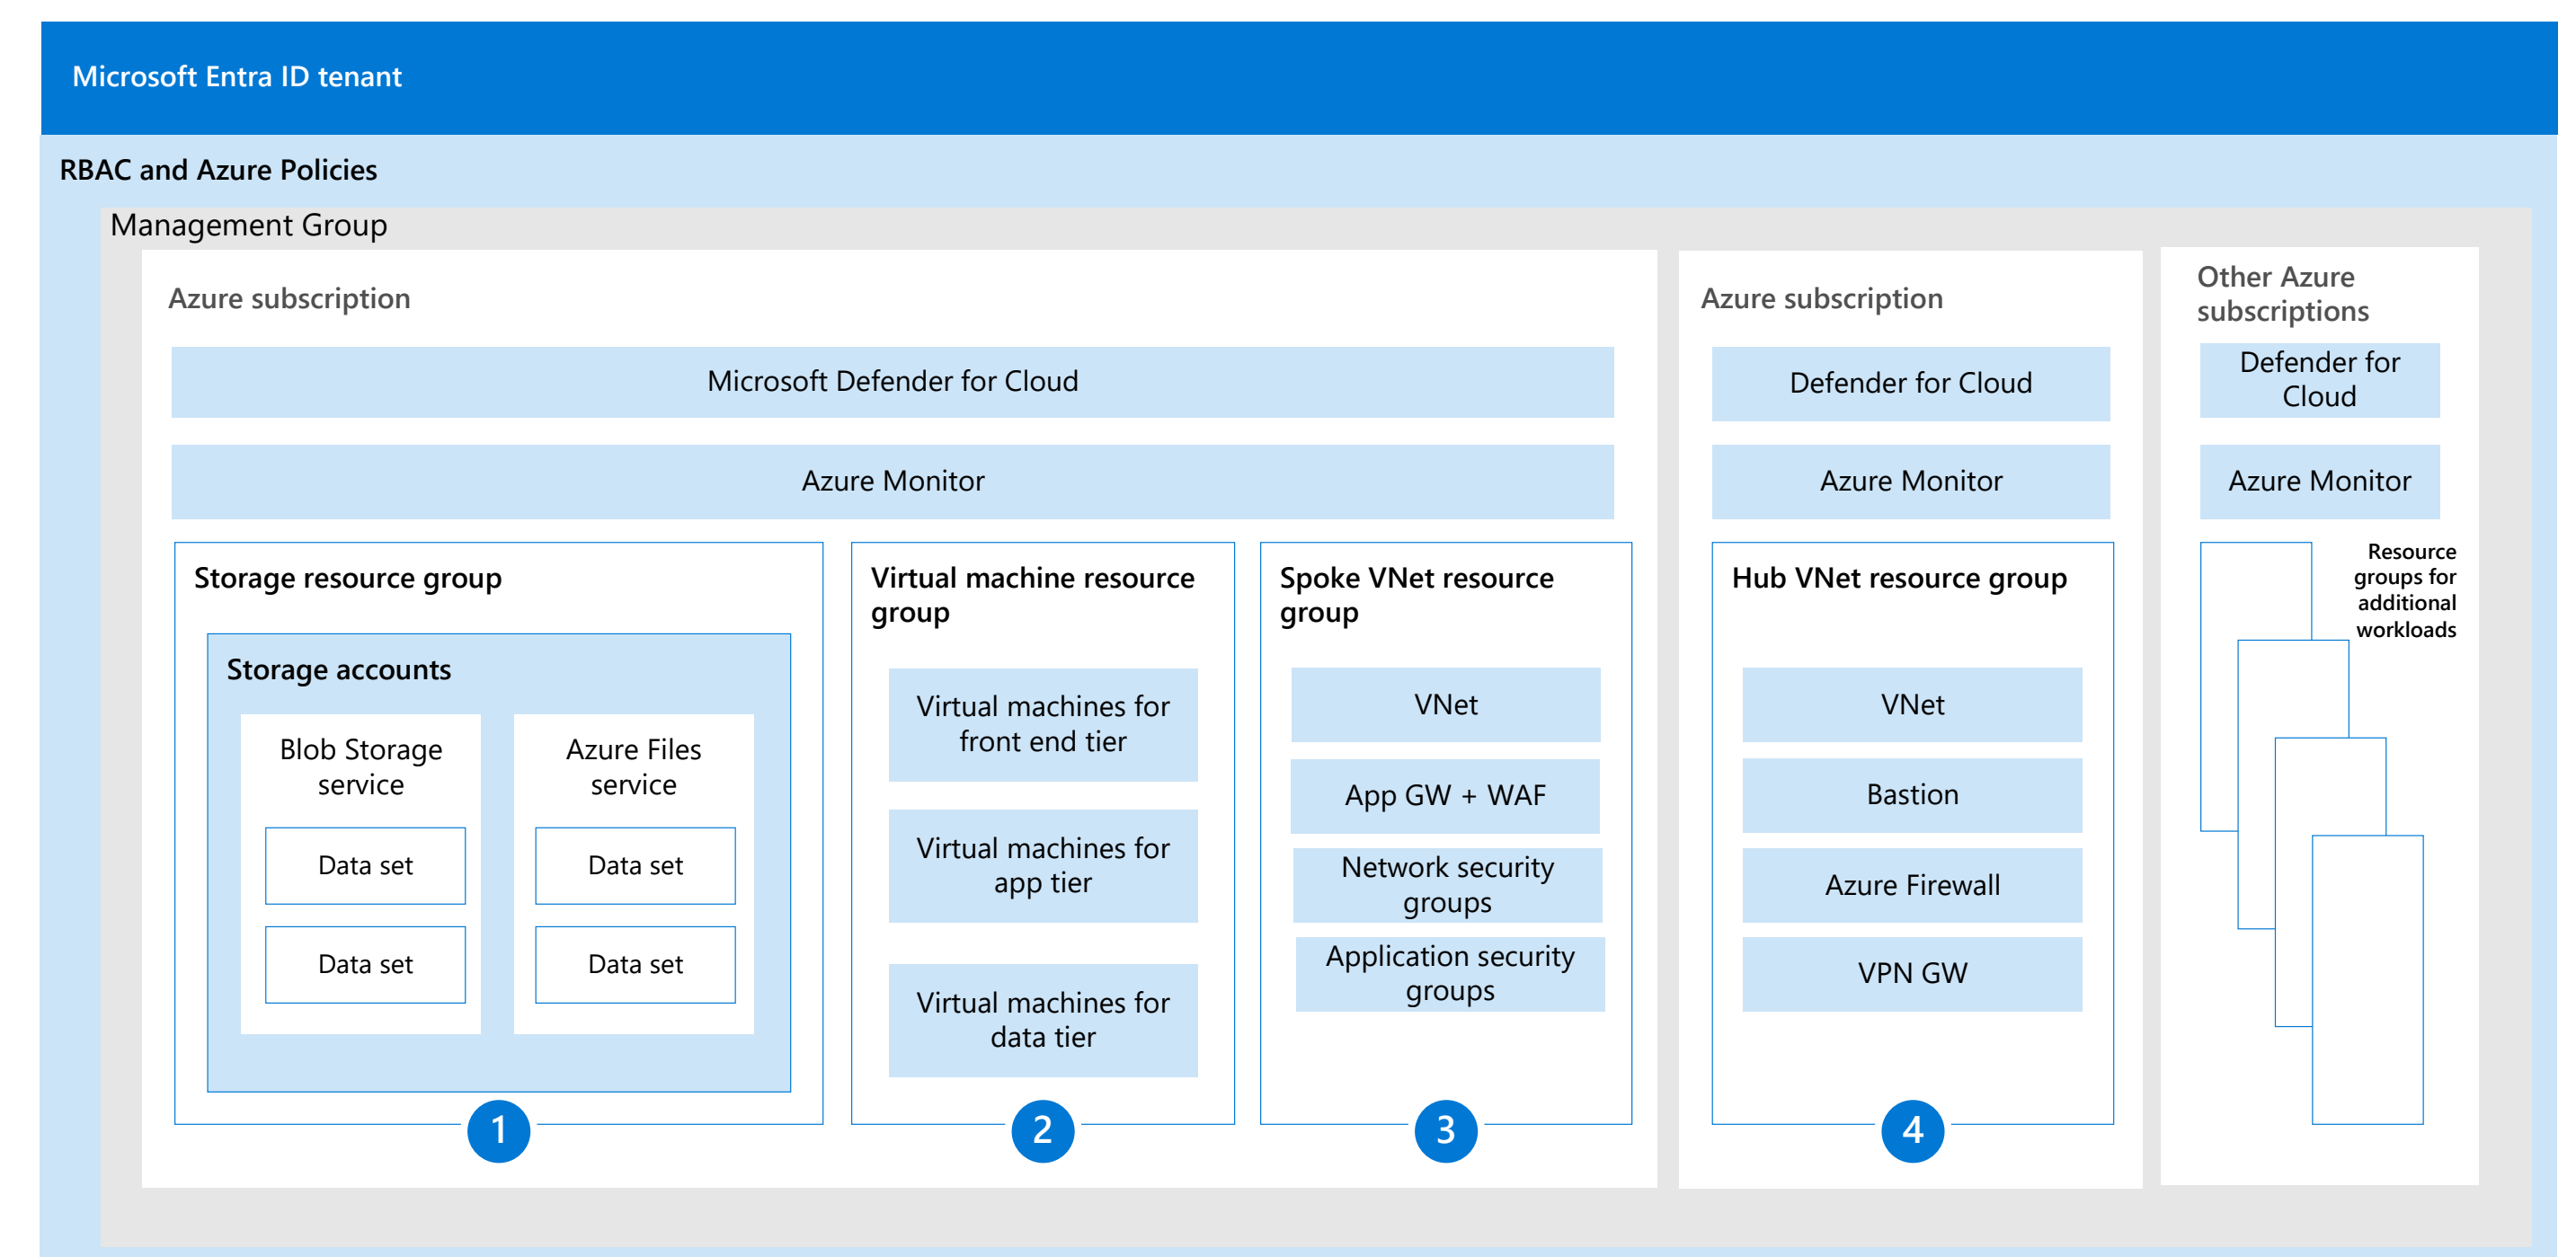 Microsoft Entra ID tenant
RBAC and Azure Policies
Management Group
Azure subscription
Microsoft Defender for Cloud
Azure Monitor
Storage resource group
Storage accounts
Blob Storage
service
Data set
Data set
Azure Files
service
Data set
Data set
1
Virtual machine resource
group
Virtual machines for
front end tier
Virtual machines for
app tier
Virtual machines for
data tier
2
Spoke VNet resource
group
VNet
App GW + WAF
Network security
groups
Application security
groups
3
Azure subscription
Defender for Cloud
Azure Monitor
Hub VNet resource group
VNet
Bastion
Azure Firewall
VPN GW
4
Other Azure
subscriptions
Defender for
Cloud
Azure Monitor
Resource
groups for
additional
workloads